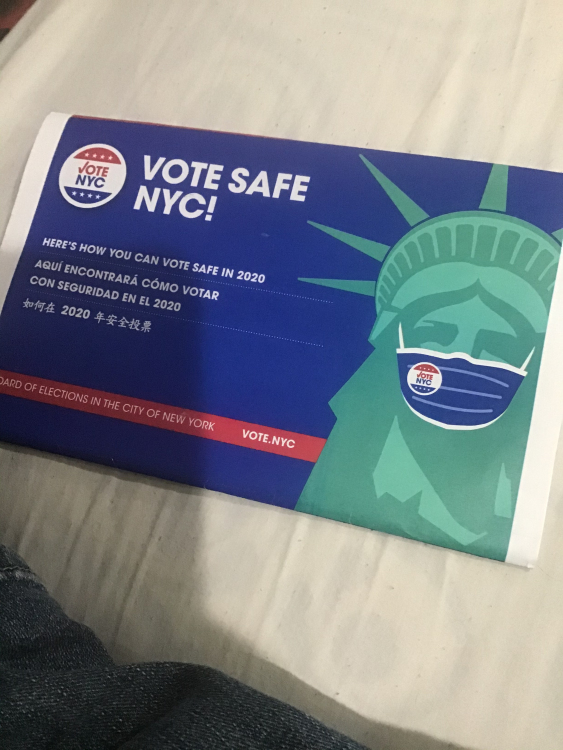 VOTE
NYC
VOTE SAFE
NYC!
HERE'S HOW YOU CAN VOTE SAFE IN 2020
AQUÍ ENCONTRARÁ CÓMO VOTAR
CON SEGURIDAD EN EL 2020
如何在 2020 年安全投票
VOTE
NYC
OARD OF ELECTIONS IN THE CITY OF NEW YORK VOTE.NYC